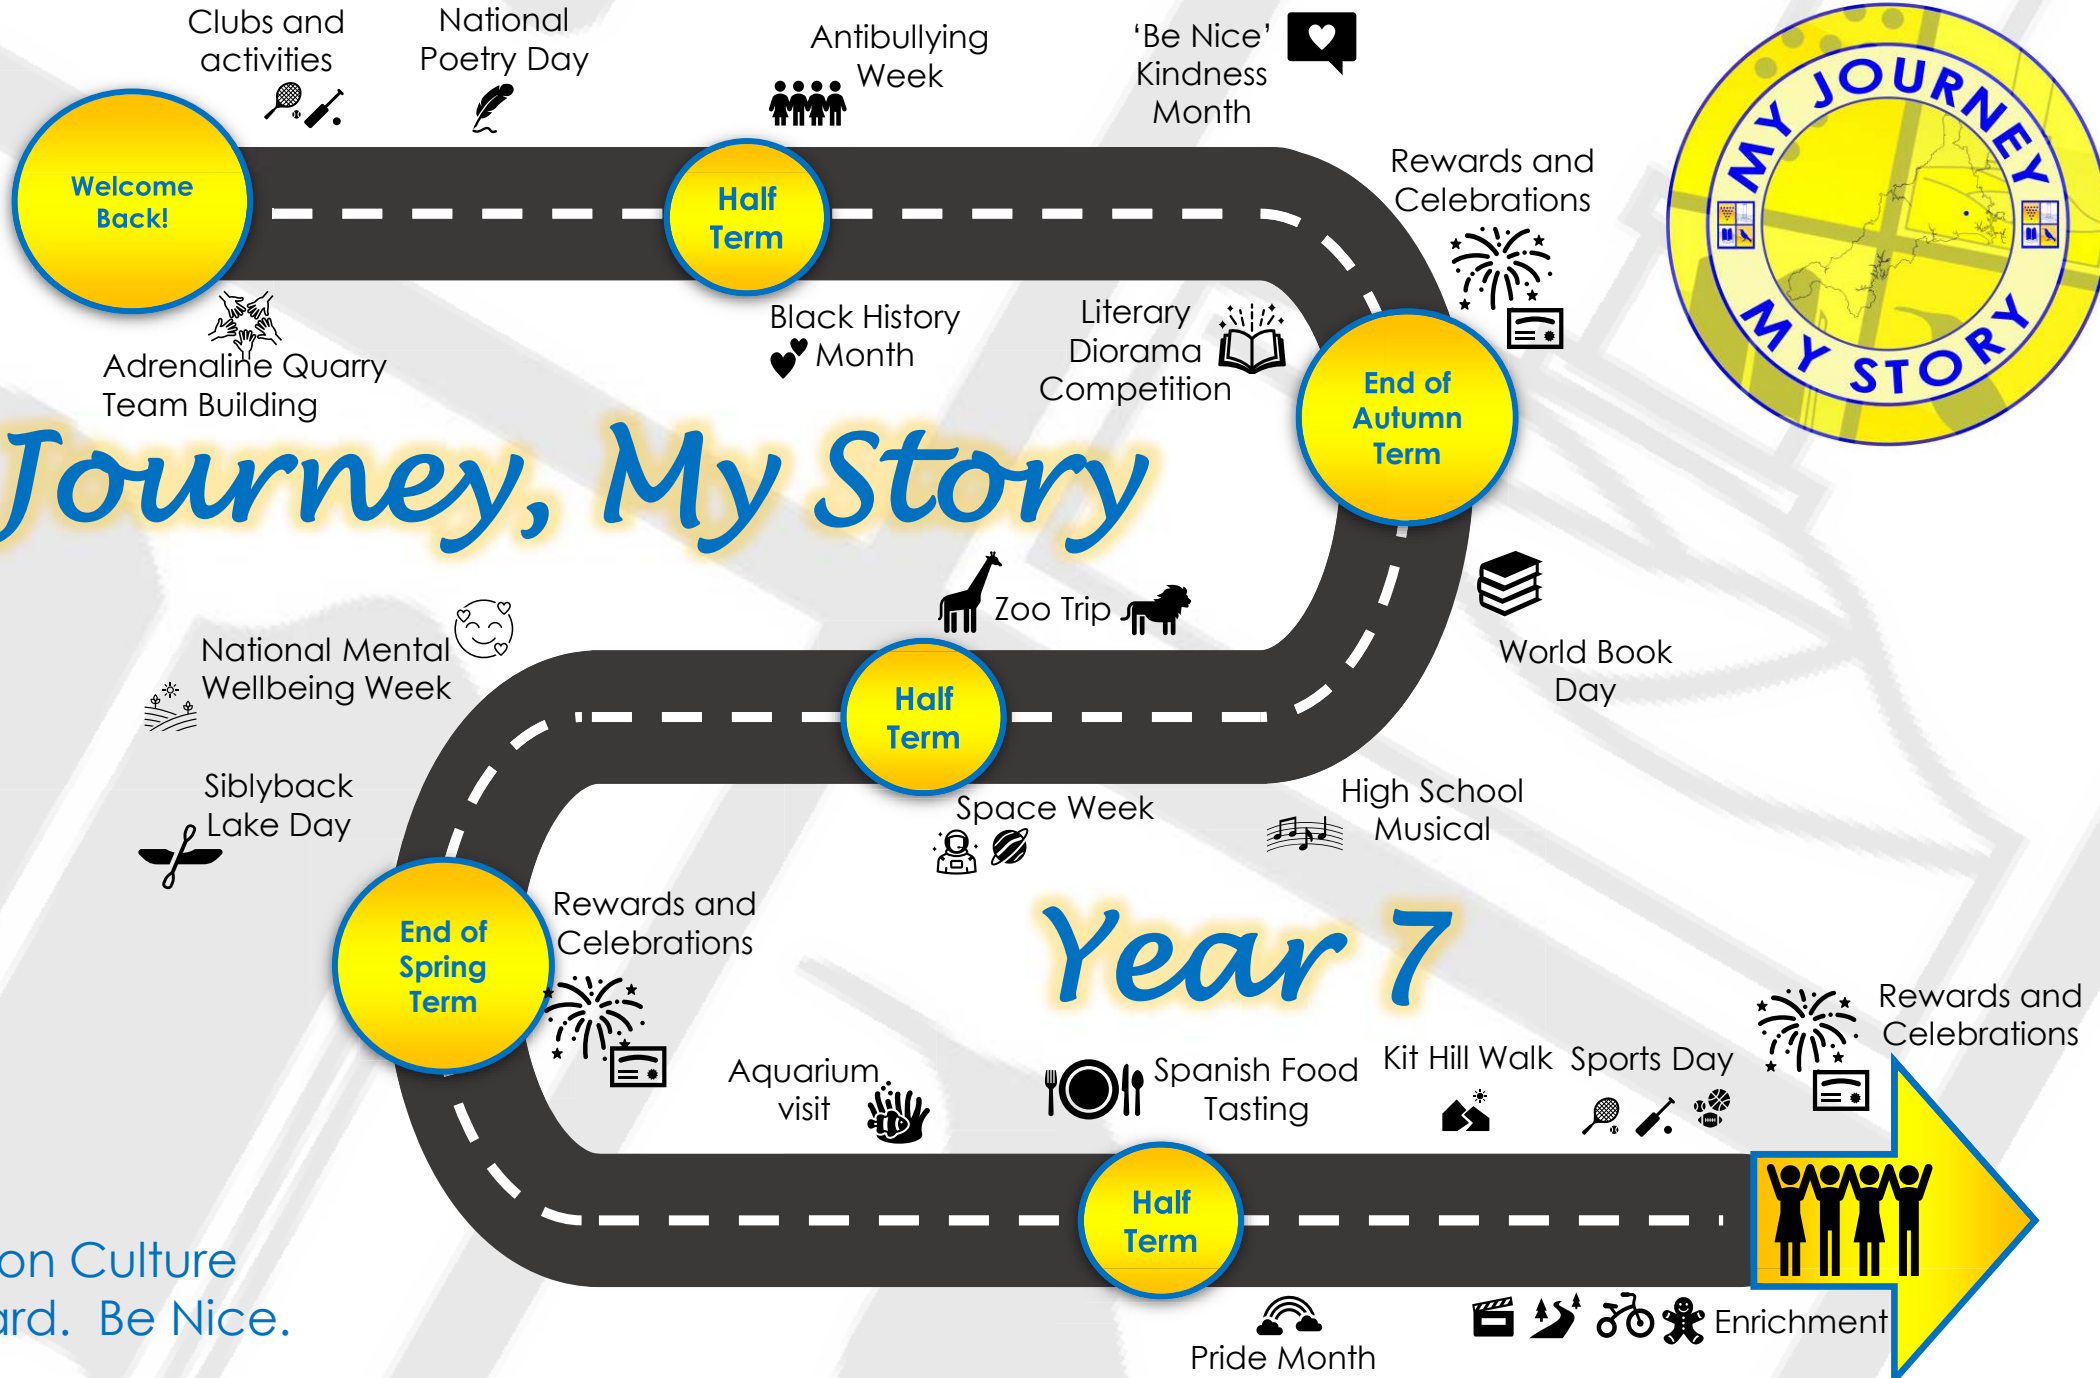 Clubs and
activities
National
Poetry Day
Antibullying
Week
‘Be Nice’
Kindness
Month
Welcome
Back!
Half
Term
Rewards and
Celebrations
MY JOURNEY
MY STORY
Adrenaline Quarry
Team Building
Black History
Month
Literary
Diorama
Competition
End of
Autumn
Term
Journey, My Story
Zoo Trip
World Book
Day
National Mental
Wellbeing Week
Half
Term
Siblyback
Lake Day
Space Week
High School
Musical
End of
Spring
Term
Rewards and
Celebrations
Year 7
Aquarium
visit
Spanish Food
Tasting
Kit Hill Walk
Sports Day
Rewards and
Celebrations
Half
Term
on Culture
ard. Be Nice.
Pride Month
Enrichment